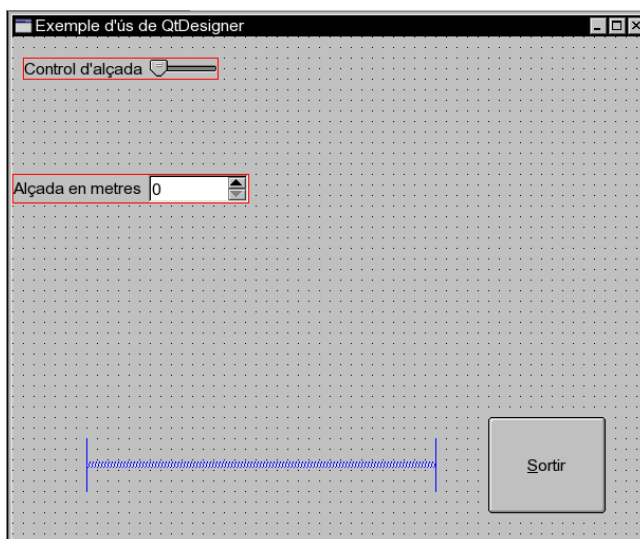 Exemple d'ús de QtDesigner
Control d'alçada
Alçada en metres 0
Sortir